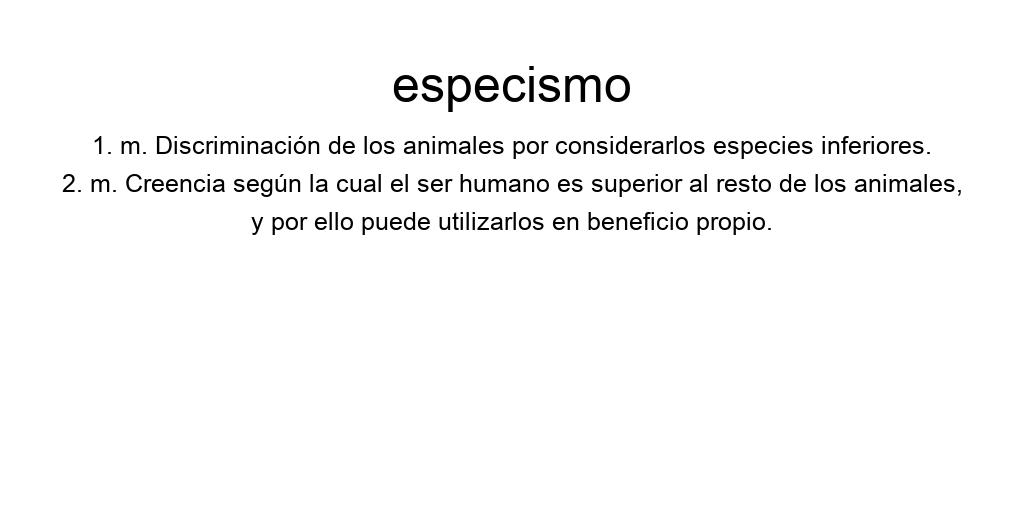 especismo
1. m. Discriminación de los animales por considerarlos especies inferiores.
2. m. Creencia según la cual el ser humano es superior al resto de los animales,
y por ello puede utilizarlos en beneficio propio.